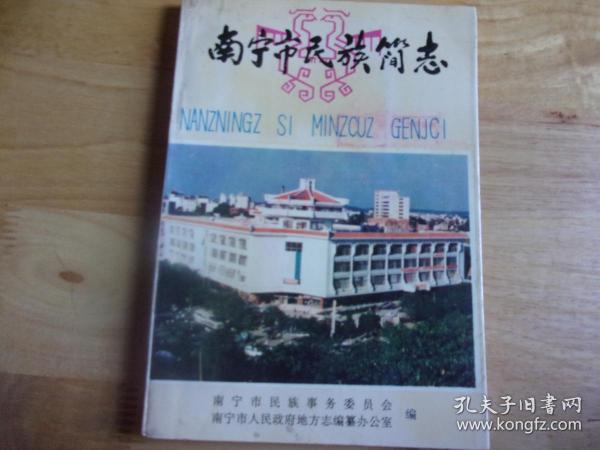 南宁市民族简志
NANZNINGZ SI MINZCUZ GENJCI
南宁市民族事务委员会
南宁市人民政府地方志编纂办公室
编
孔夫子旧书网
www.kongfz.com